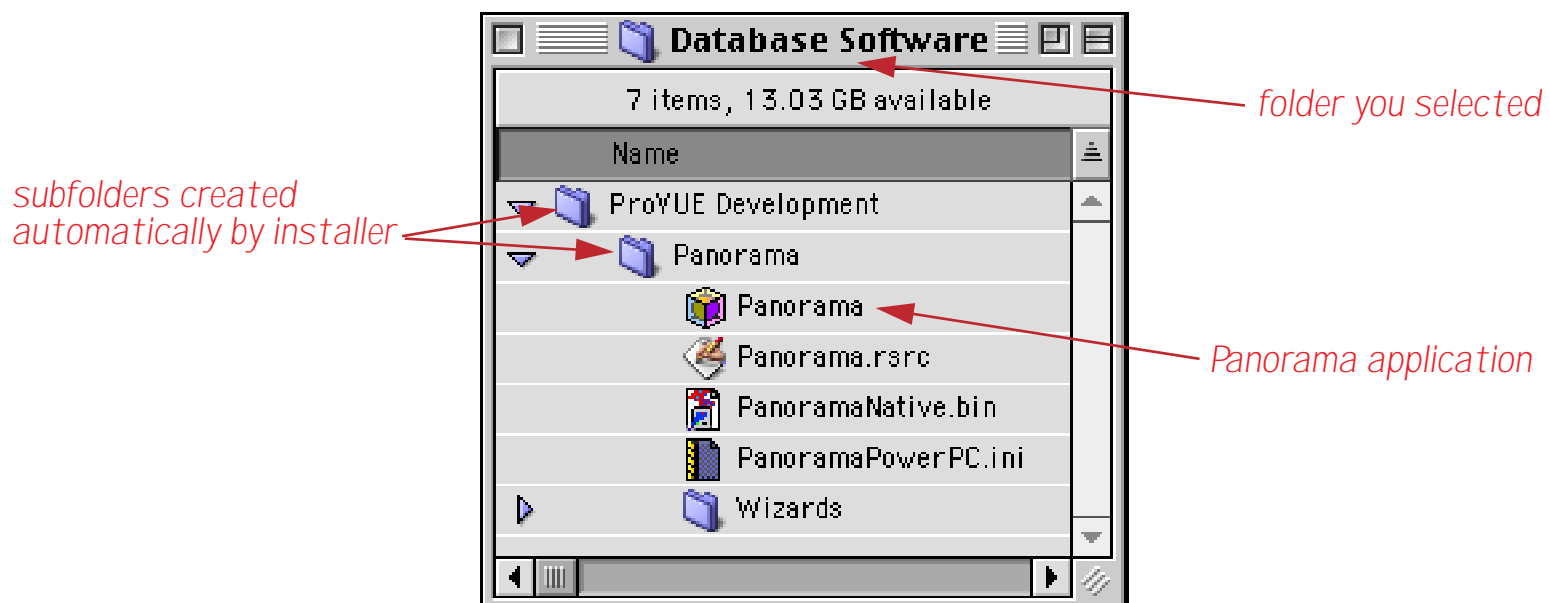 Database Software
7 items, 13.03 GB available
folder you selected
Name
subfolders created
automatically by installer
ProVUE Development
Panorama
Panorama
Panorama.rsrc
Panorama application
PanoramaNative.bin
PanoramaPowerPC.ini
Wizards